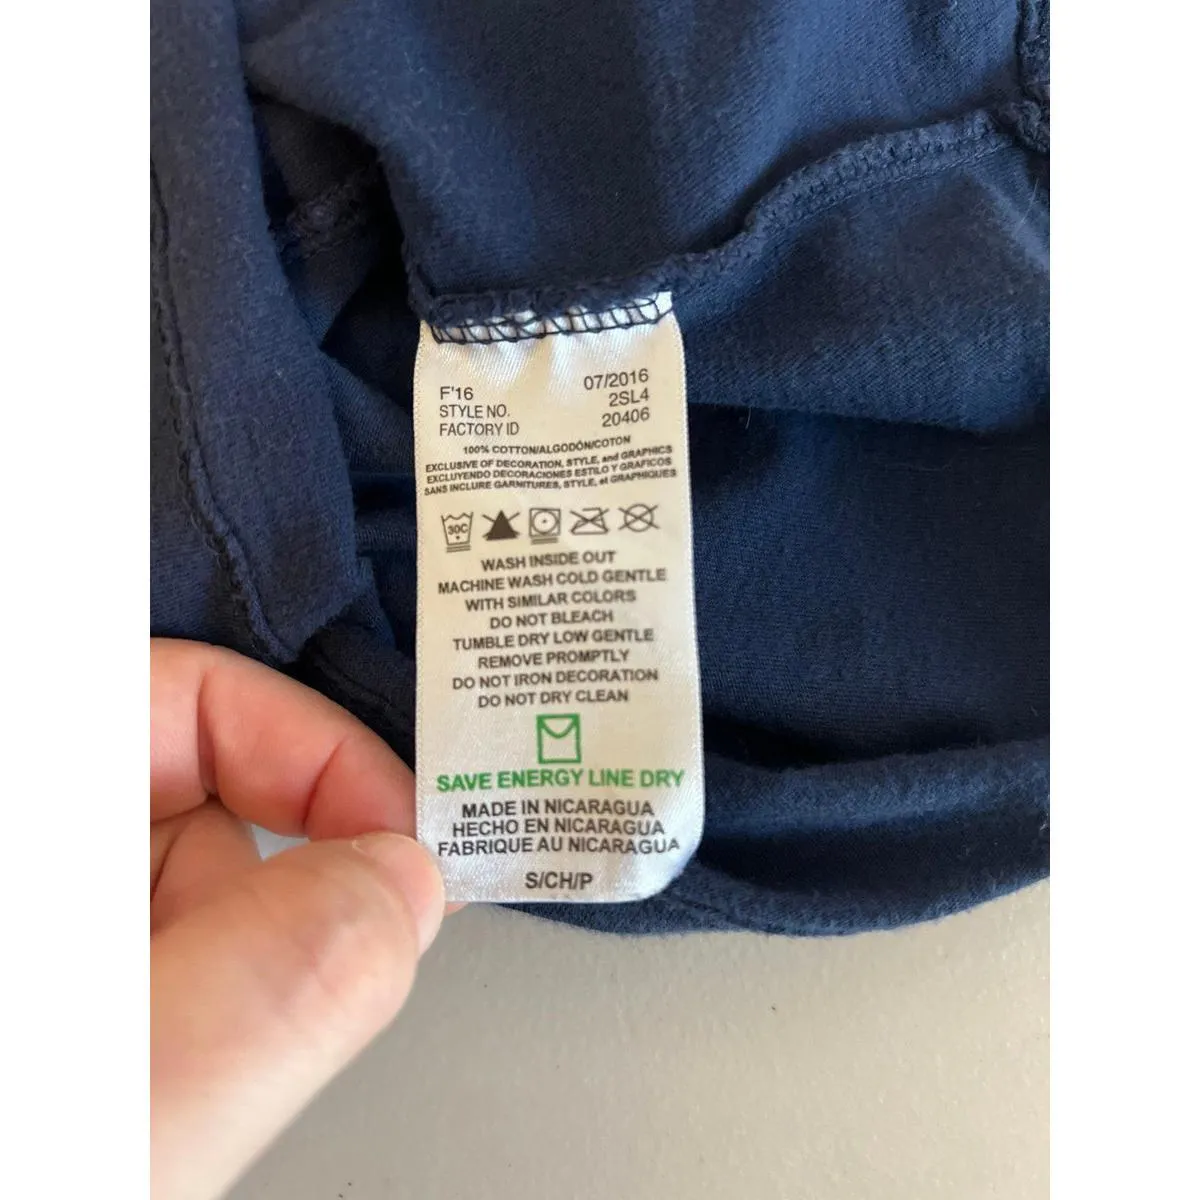 F'16 07/2016
STYLE NO. 2SL4
FACTORY ID 20406
100% COTTON/ALGODÓN/COTON
EXCLUSIVE OF DECORATION, STYLE, and GRAPHICS
EXCLUYENDO DECORACIONES ESTILO Y GRAFICOS
SANS INCLURE GARNITURES, STYLE, et GRAPHIQUES
30C
WASH INSIDE OUT
MACHINE WASH COLD GENTLE
WITH SIMILAR COLORS
DO NOT BLEACH
TUMBLE DRY LOW GENTLE
REMOVE PROMPTLY
DO NOT IRON DECORATION
DO NOT DRY CLEAN
SAVE ENERGY LINE DRY
MADE IN NICARAGUA
HECHO EN NICARAGUA
FABRIQUE AU NICARAGUA
S/CH/P